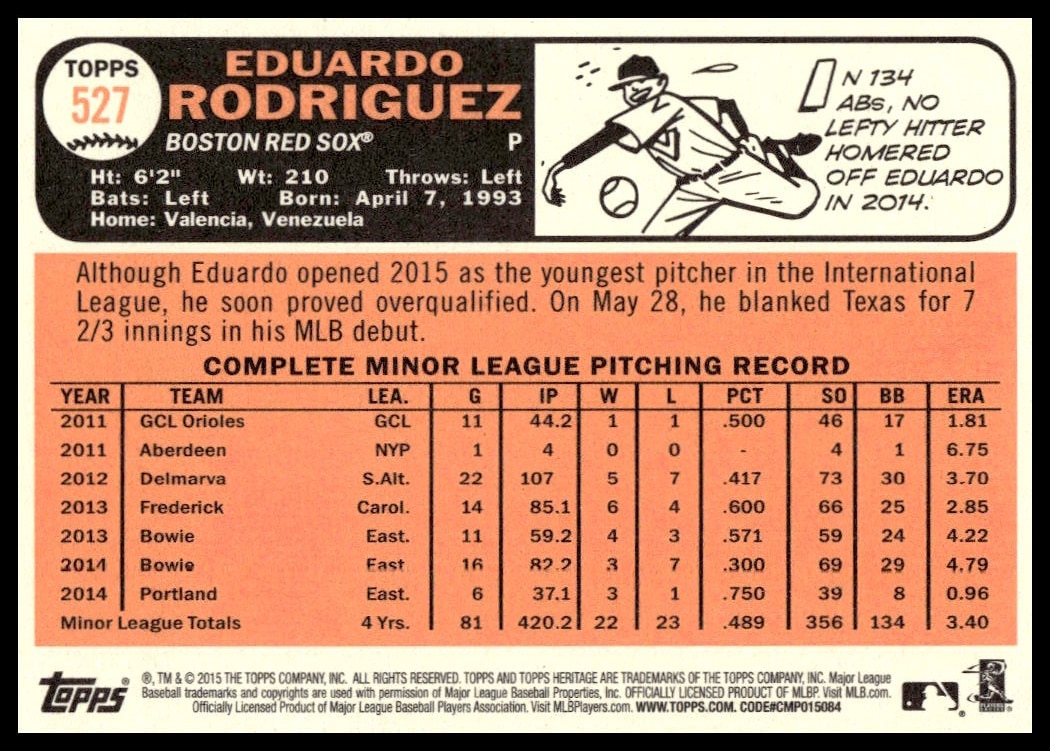 TOPPS
527
EDUARDO
RODRIGUEZ
BOSTON RED SOX® P
Ht: 6'2" Wt: 210 Throws: Left
Bats: Left Born: April 7, 1993
Home: Valencia, Venezuela
IN 134
ABs, NO
LEFTY HITTER
HOMERED
OFF EDUARDO
IN 2014.
Although Eduardo opened 2015 as the youngest pitcher in the International
League, he soon proved overqualified. On May 28, he blanked Texas for 7
2/3 innings in his MLB debut.
COMPLETE MINOR LEAGUE PITCHING RECORD
YEAR TEAM LEA. G IP W L PCT SO BB ERA
2011 GCL Orioles GCL 11 44.2 1 1 .500 46 17 1.81
2011 Aberdeen NYP 1 4 0 0 - 4 1 6.75
2012 Delmarva S.Atl. 22 107 5 7 .417 73 30 3.70
2013 Frederick Carol. 14 85.1 6 4 .600 66 25 2.85
2013 Bowie East. 11 59.2 4 3 .571 59 24 4.22
2014 Bowie East 16 82.2 3 7 .300 69 29 4.79
2014 Portland East. 6 37.1 3 1 .750 39 8 0.96
Minor League Totals 4 Yrs. 81 420.2 22 23 .489 356 134 3.40
Topps® ®, TM & © 2015 THE TOPPS COMPANY, INC. ALL RIGHTS RESERVED. TOPPS AND TOPPS HERITAGE ARE TRADEMARKS OF THE TOPPS COMPANY, INC. Major League
Baseball trademarks and copyrights are used with permission of Major League Baseball Properties, Inc. OFFICIALLY LICENSED PRODUCT OF MLBP. Visit MLB.com.
Officially Licensed Product of Major League Baseball Players Association. Visit MLBPlayers.com. WWW.TOPPS.COM. CODE#CMP015084